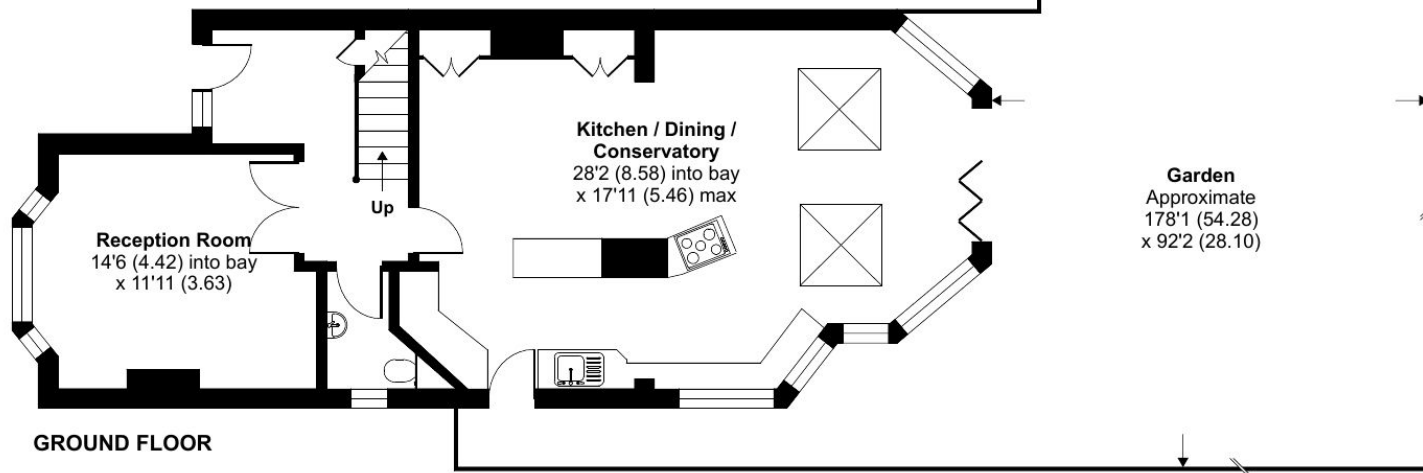 Kitchen / Dining /
Conservatory
28'2 (8.58) into bay
x 17'11 (5.46) max
Garden
Approximate
178'1 (54.28)
x 92'2 (28.10)
Up
Reception Room
14'6 (4.42) into bay
x 11'11 (3.63)
GROUND FLOOR